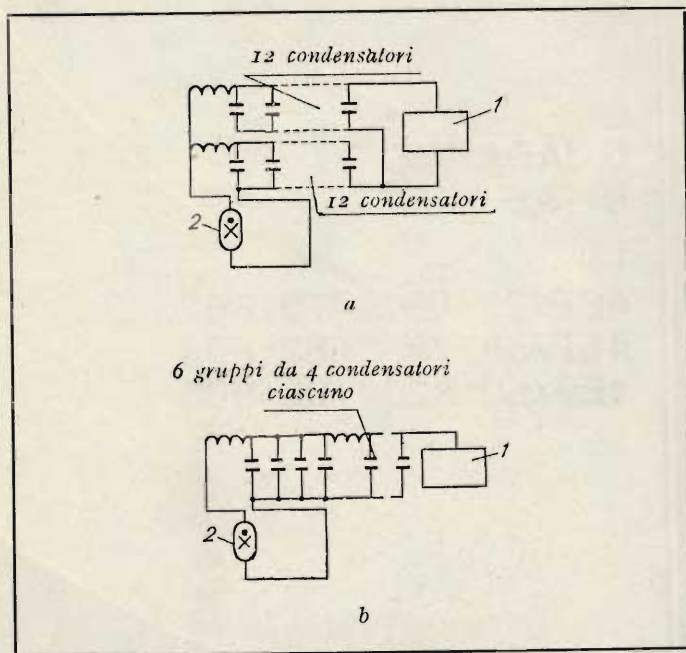 12 condensatori
1
12 condensatori
2
a
6 gruppi da 4 condensatori
ciascuno
1
2
b